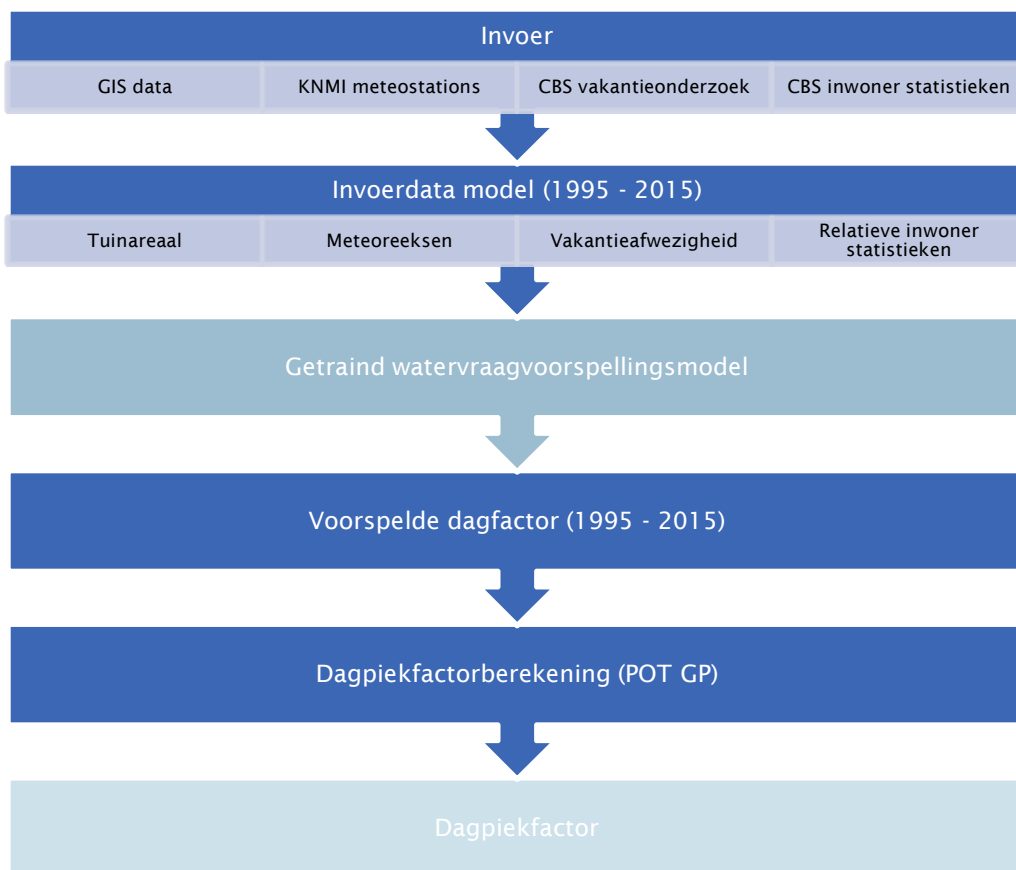 Invoer
GIS data
KNMI meteostations
CBS vakantieonderzoek
CBS inwoner statistieken
Invoerdata model (1995 - 2015)
Tuinareaal
Meteoreeksen
Vakantieafwezigheid
Relatieve inwoner
statistieken
Getraind watervraagvoorspellingsmodel
Voorspelde dagfactor (1995 - 2015)
Dagpiekfactorberekening (POT GP)
Dagpiekfactor